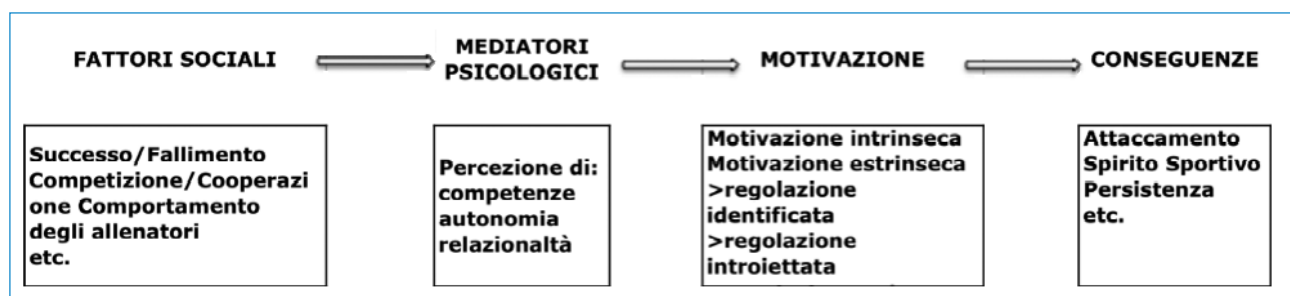 FATTORI SOCIALI
MEDIATORI
PSICOLOGICI
MOTIVAZIONE
CONSEGUENZE
Successo/Fallimento
Competizione/Cooperazi
one Comportamento
degli allenatori
etc.
Percezione di:
competenze
autonomia
relazionaltà
Motivazione intrinseca
Motivazione estrinseca
>regolazione
identificata
>regolazione
introiettata
Attaccamento
Spirito Sportivo
Persistenza
etc.